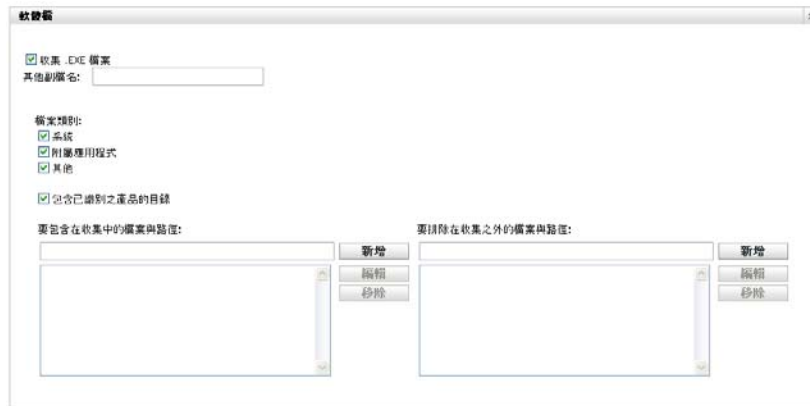 軟體檔
收集 .EXE 檔案
其他副檔名:
檔案類別:
系統
附屬應用程式
其他
包含已識別之產品的目錄
要包含在收集中的檔案與路徑:
要排除在收集之外的檔案與路徑:
新增
新增
編輯
編輯
移除
移除